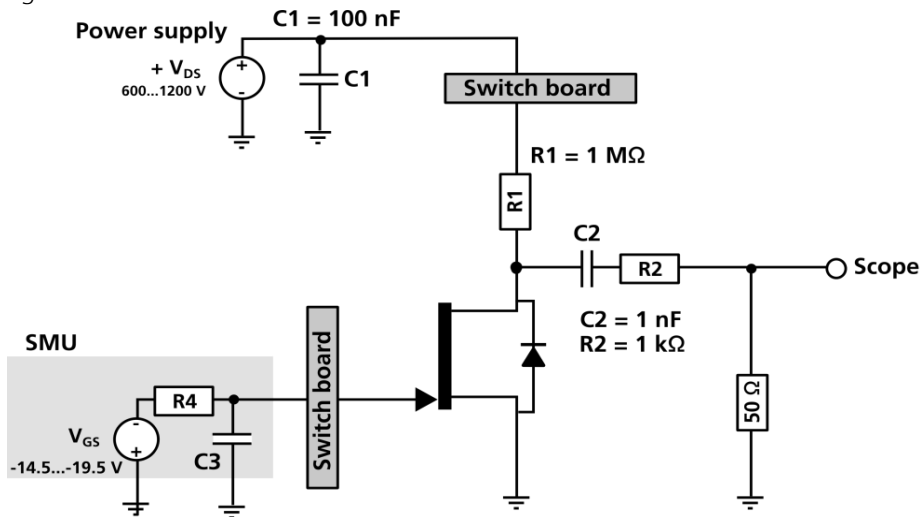 C1 = 100 nF
Power supply
+
+ VDS
C1
600...1200 V
-
Switch board
R1 = 1 MΩ
R1
C2
R2
Scope
C2 = 1 nF
R2 = 1 kΩ
SMU
Switch board
R4
50 Ω
-
VGS
+
C3
-14.5...-19.5 V